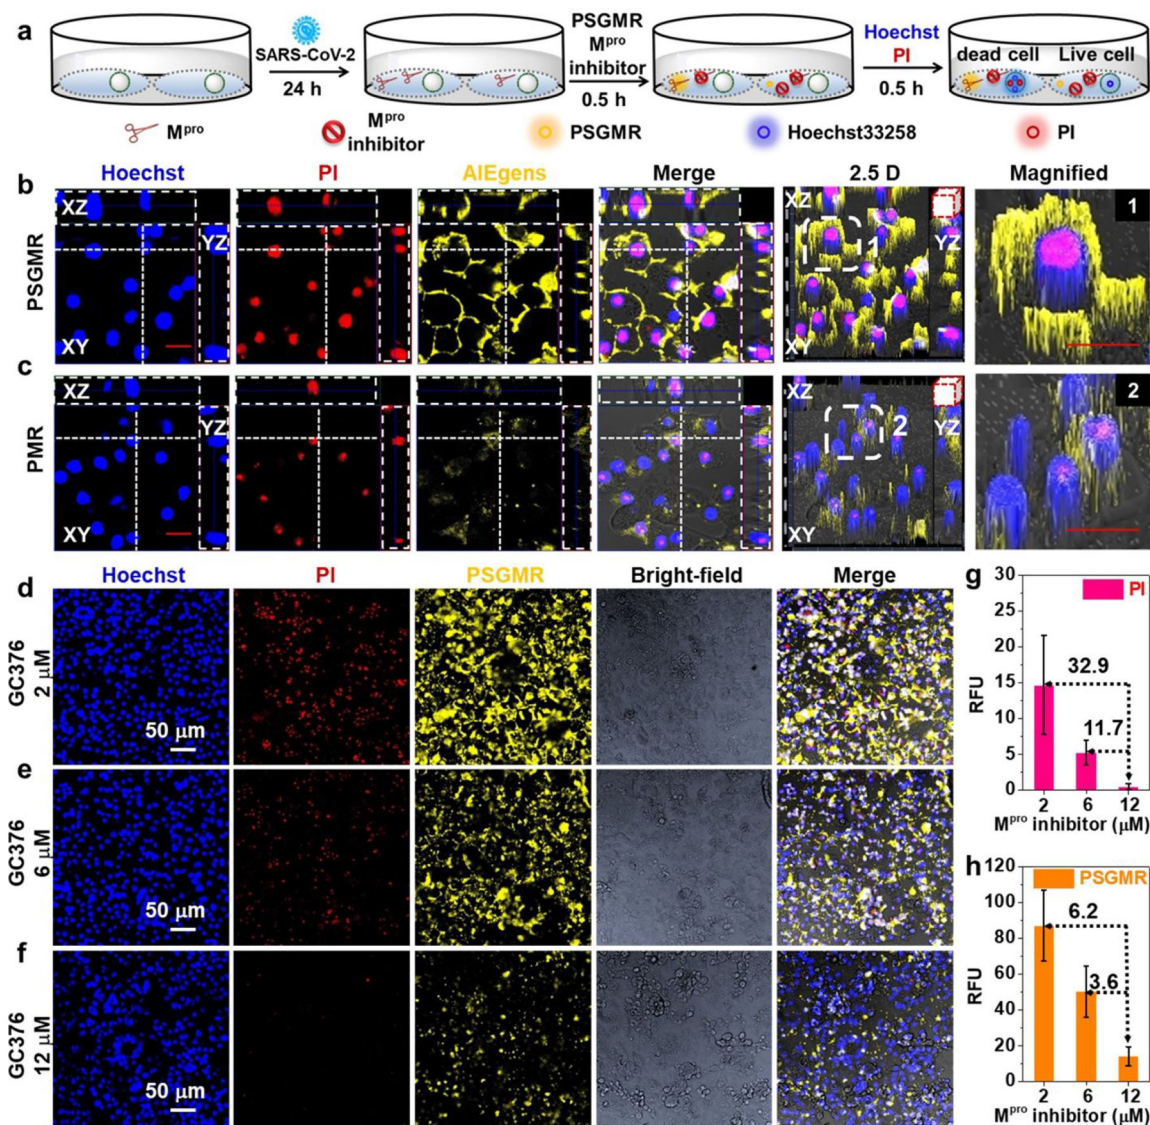 a
SARS-CoV-2
24 h
PSGMR
Mpro
inhibitor
0.5 h
Hoechst
PI
0.5 h
dead cell
Live cell
Mpro
Mpro
inhibitor
PSGMR
Hoechst33258
PI
b
Hoechst
PI
AIEgens
Merge
2.5 D
Magnified
PSGMR
XZ
YZ
XY
XZ
1
YZ
XY
1
c
PMR
XZ
YZ
XY
XZ
2
YZ
XY
2
d
Hoechst
PI
PSGMR
Bright-field
Merge
GC376
2 μM
50 μm
e
GC376
6 μM
50 μm
f
GC376
12 μM
50 μm
g
30
25
20
15
10
5
0
RFU
PI
32.9
11.7
2 6 12
Mpro inhibitor (μM)
h
120
100
80
60
40
20
0
RFU
PSGMR
6.2
3.6
2 6 12
Mpro inhibitor (μM)